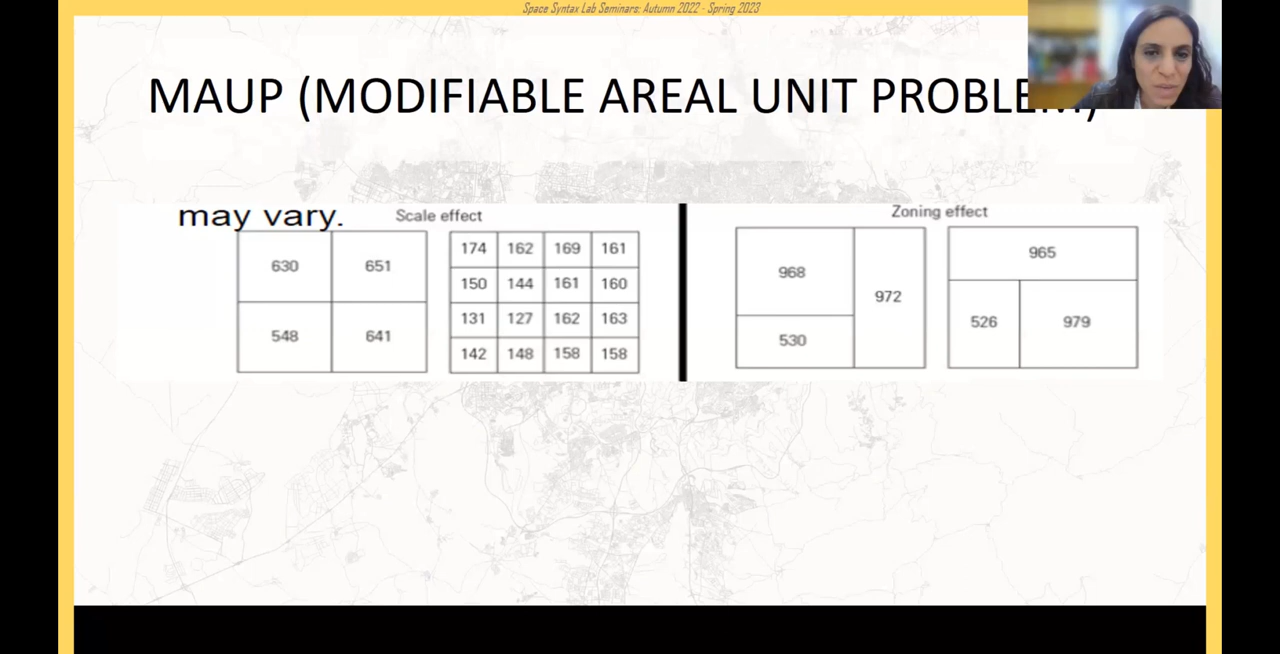 Space Syntax Lab Seminars: Autumn 2022 - Spring 2023
MAUP (MODIFIABLE AREAL UNIT PROBLEM)
may vary.
Scale effect
630 651
548 641
174 162 169 161
150 144 161 160
131 127 162 163
142 148 158 158
Zoning effect
968
972
530
965
526 979